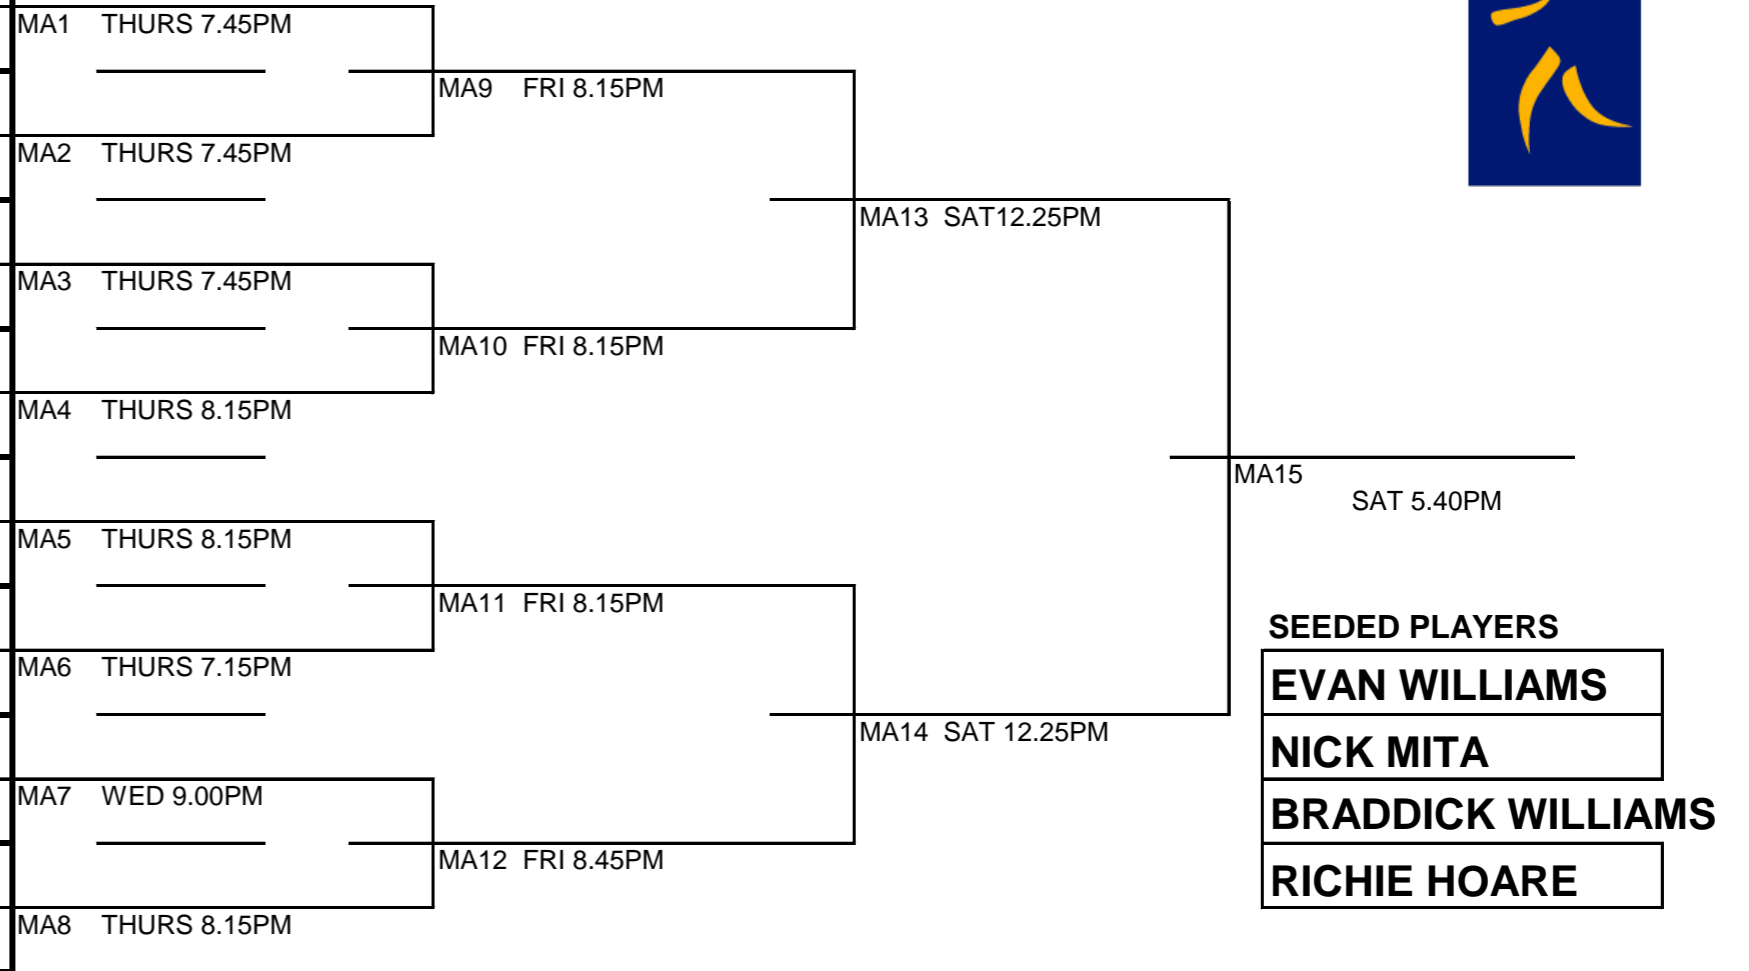 MA1 THURS 7.45PM
MA9 FRI 8.15PM
MA2 THURS 7.45PM
MA13 SAT12.25PM
MA3 THURS 7.45PM
MA10 FRI 8.15PM
MA4 THURS 8.15PM
MA15
SAT 5.40PM
MA5 THURS 8.15PM
MA11 FRI 8.15PM
SEEDED PLAYERS
MA6 THURS 7.15PM
EVAN WILLIAMS
MA14 SAT 12.25PM
NICK MITA
MA7 WED 9.00PM
BRADDICK WILLIAMS
MA12 FRI 8.45PM
RICHIE HOARE
MA8 THURS 8.15PM